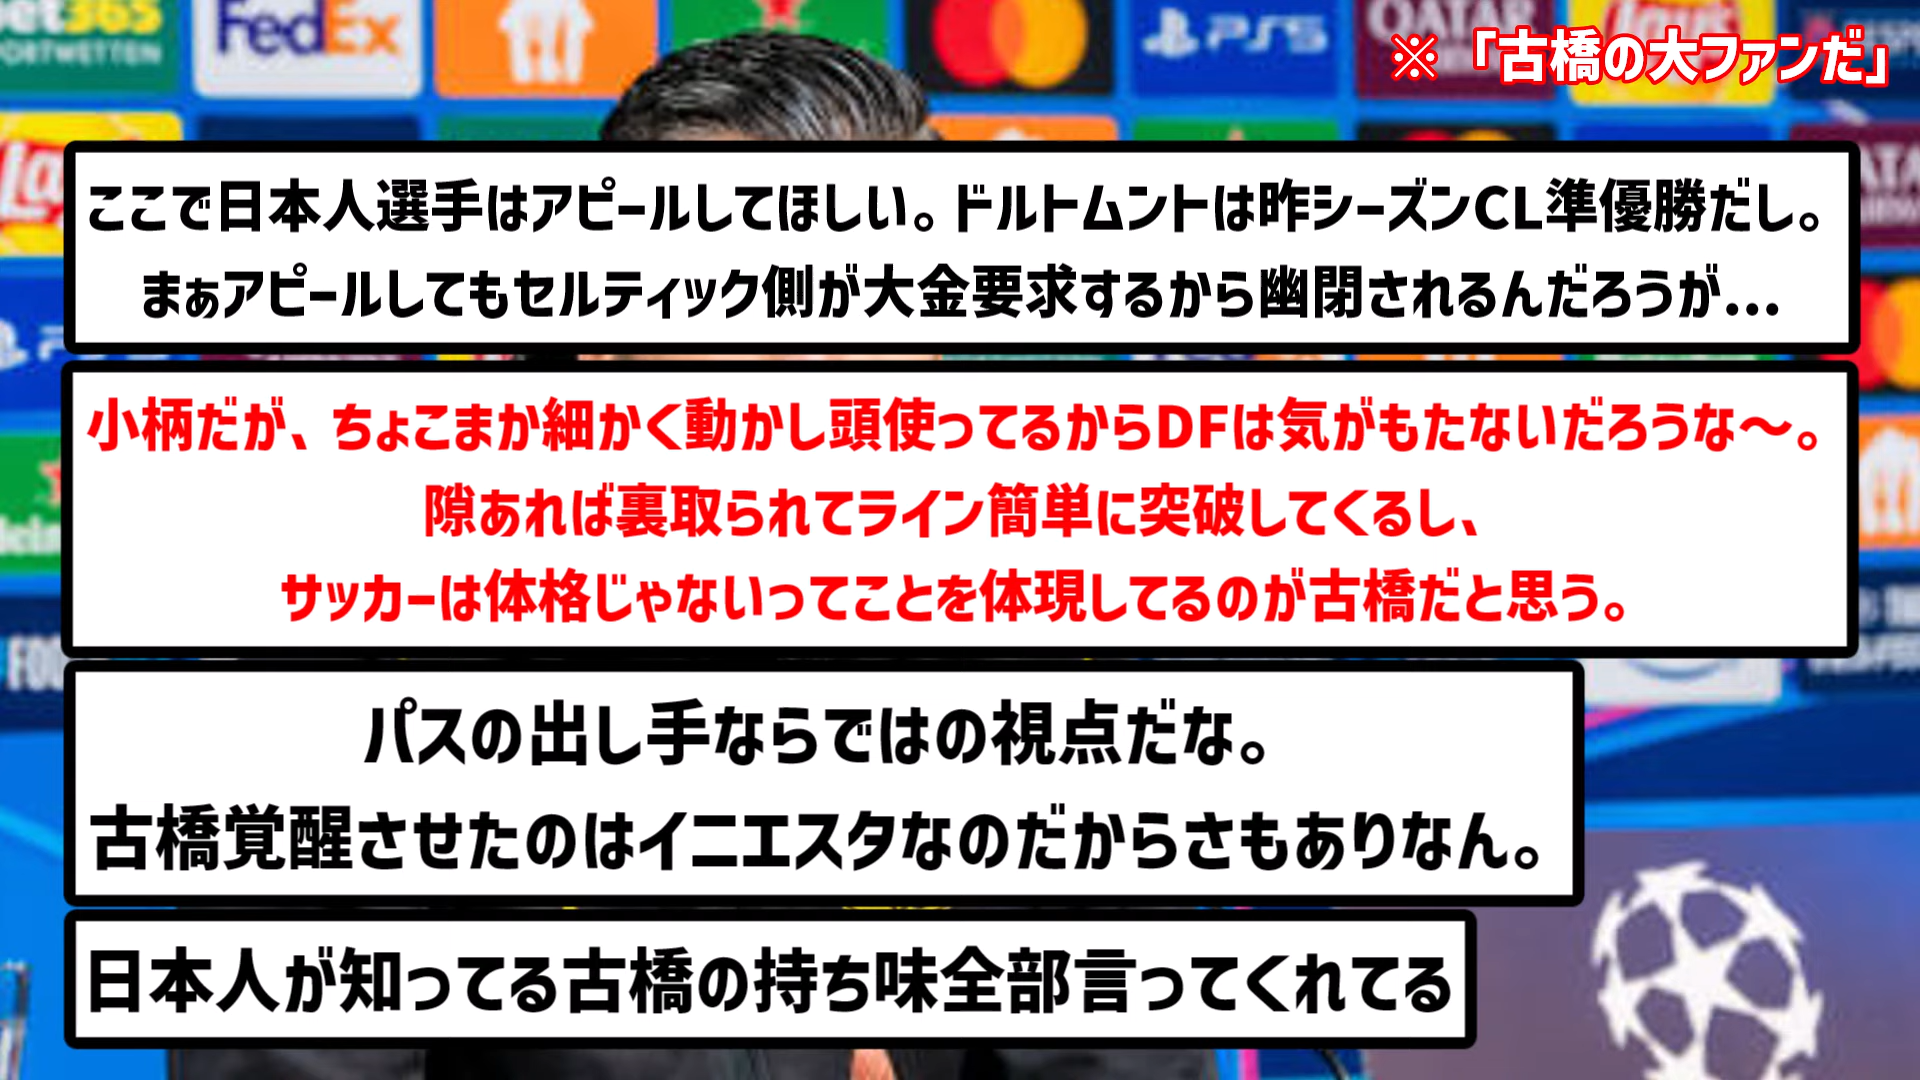 bet365
SPORTWETTEN
FedEx
PS5
QATAR
Lay's
※「古橋の大ファンだ」
ここで日本人選手はアピールしてほしい。ドルトムントは昨シーズンCL準優勝だし。
まぁアピールしてもセルティック側が大金要求するから幽閉されるんだろうが...
小柄だが、ちょこまか細かく動かし頭使ってるからDFは気がもたないだろうな～。
隙あれば裏取られてライン簡単に突破してくるし、
サッカーは体格じゃないってことを体現してるのが古橋だと思う。
パスの出し手ならではの視点だな。
古橋覚醒させたのはイニエスタなのだからさもありなん。
日本人が知ってる古橋の持ち味全部言ってくれてる